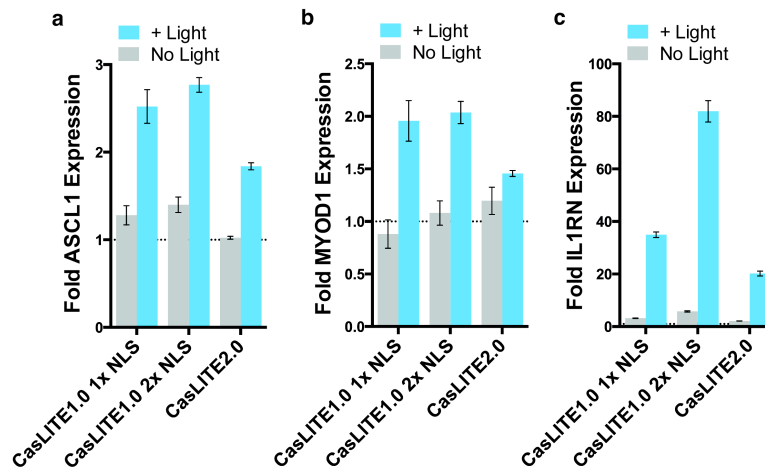 a
+ Light
No Light
Fold ASCL1 Expression
3
2
1
0
CasLITE1.0 1x NLS
CasLITE1.0 2x NLS
CasLITE2.0
b
+ Light
No Light
Fold MYOD1 Expression
2.5
2.0
1.5
1.0
0.5
0.0
CasLITE1.0 1x NLS
CasLITE1.0 2x NLS
CasLITE2.0
c
+ Light
No Light
Fold IL1RN Expression
100
80
60
40
20
0
CasLITE1.0 1x NLS
CasLITE1.0 2x NLS
CasLITE2.0